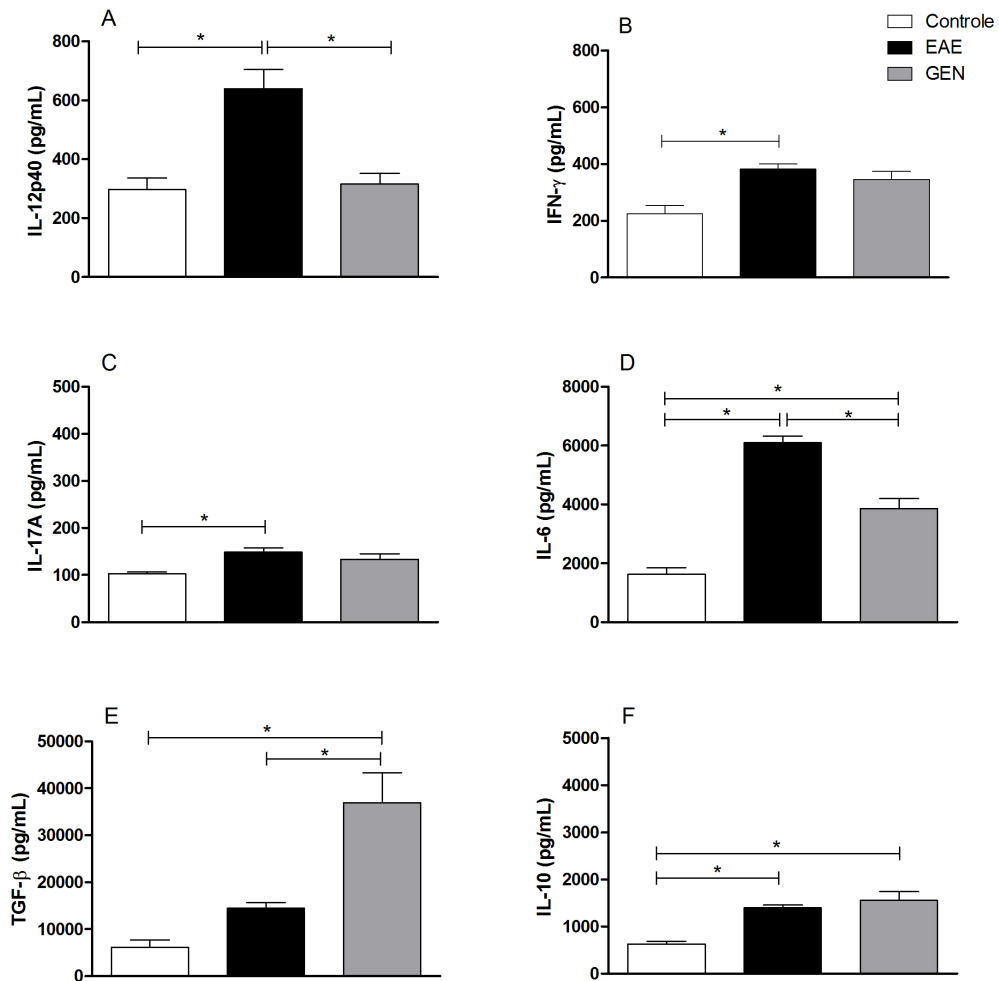 A
800
600
400
200
0
IL-12p40 (pg/mL)
*
*
B
Controle
EAE
GEN
800
600
400
200
0
IFN-γ (pg/mL)
*
C
500
400
300
200
100
0
IL-17A (pg/mL)
*
D
8000
6000
4000
2000
0
IL-6 (pg/mL)
*
*
*
E
50000
40000
30000
20000
10000
0
TGF-β (pg/mL)
*
*
F
5000
4000
3000
2000
1000
0
IL-10 (pg/mL)
*
*